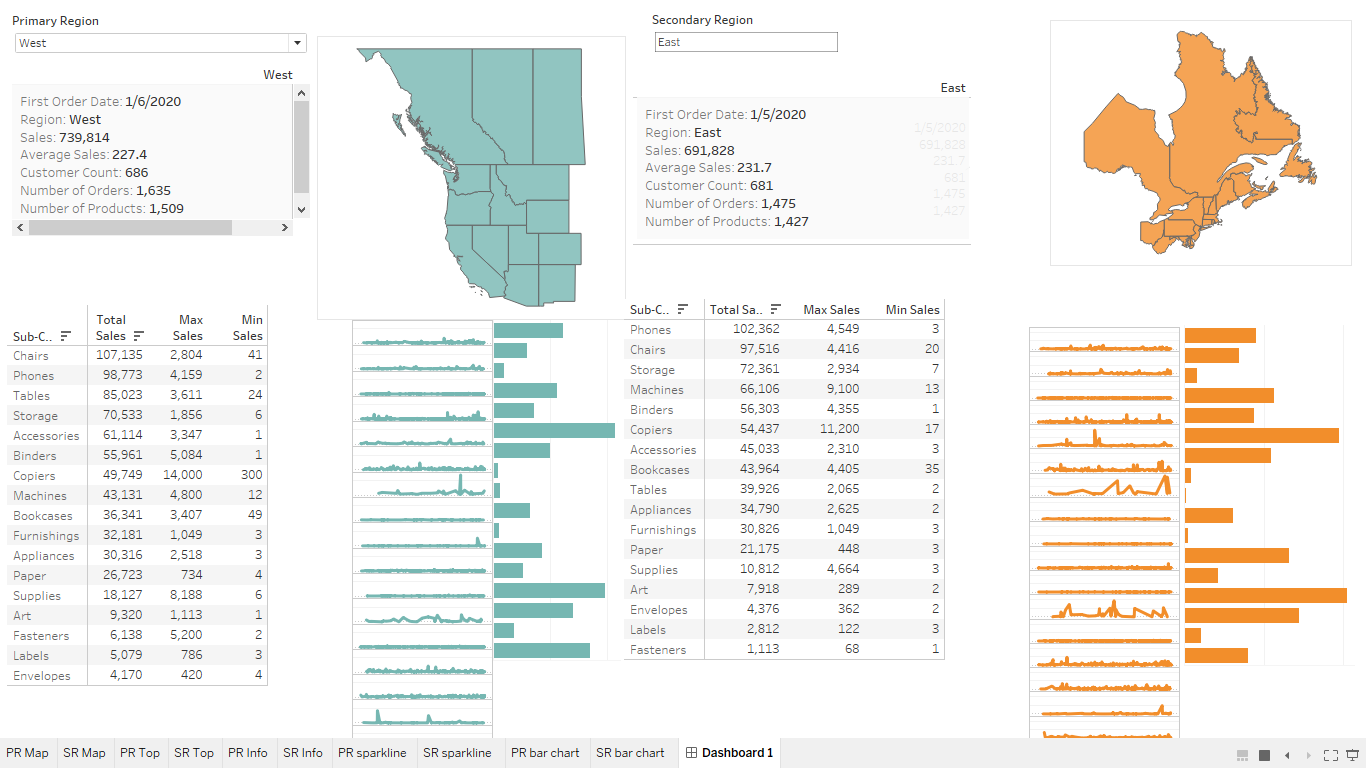 Primary Region
West
West
First Order Date: 1/6/2020
Region: West
Sales: 739,814
Average Sales: 227.4
Customer Count: 686
Number of Orders: 1,635
Number of Products: 1,509
Secondary Region
East
East
First Order Date: 1/5/2020
Region: East
Sales: 691,828
Average Sales: 231.7
Customer Count: 681
Number of Orders: 1,475
Number of Products: 1,427
1/5/2020
691,828
231.7
681
1,475
1,427
Sub-C.. Total Sales Max Sales Min Sales
Chairs 107,135 2,804 41
Phones 98,773 4,159 2
Tables 85,023 3,611 24
Storage 70,533 1,856 6
Accessories 61,114 3,347 1
Binders 55,961 5,084 1
Copiers 49,749 14,000 300
Machines 43,131 4,800 12
Bookcases 36,341 3,407 49
Furnishings 32,181 1,049 3
Appliances 30,316 2,518 3
Paper 26,723 734 4
Supplies 18,127 8,188 6
Art 9,320 1,113 1
Fasteners 6,138 5,200 2
Labels 5,079 786 3
Envelopes 4,170 420 4
Sub-C.. Total Sa.. Max Sales Min Sales
Phones 102,362 4,549 3
Chairs 97,516 4,416 20
Storage 72,361 2,934 7
Machines 66,106 9,100 13
Binders 56,303 4,355 1
Copiers 54,437 11,200 17
Accessories 45,033 2,310 3
Bookcases 43,964 4,405 35
Tables 39,926 2,065 2
Appliances 34,790 2,625 2
Furnishings 30,826 1,049 3
Paper 21,175 448 3
Supplies 10,812 4,664 3
Art 7,918 289 2
Envelopes 4,376 362 2
Labels 2,812 122 3
Fasteners 1,113 68 1
PR Map SR Map PR Top SR Top PR Info SR Info PR sparkline SR sparkline PR bar chart SR bar chart Dashboard 1